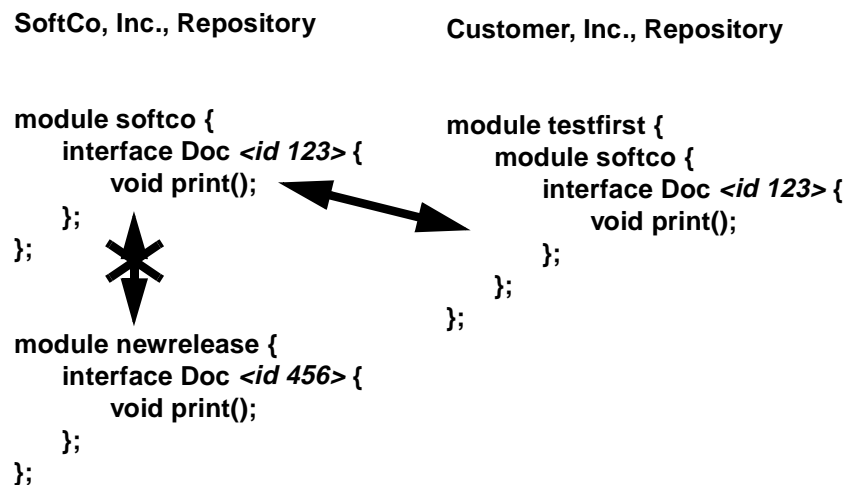 SoftCo, Inc., Repository
module softco {
    interface Doc <id 123> {
        void print();
    };
};
module newrelease {
    interface Doc <id 456> {
        void print();
    };
};
Customer, Inc., Repository
module testfirst {
    module softco {
        interface Doc <id 123> {
            void print();
        };
    };
};